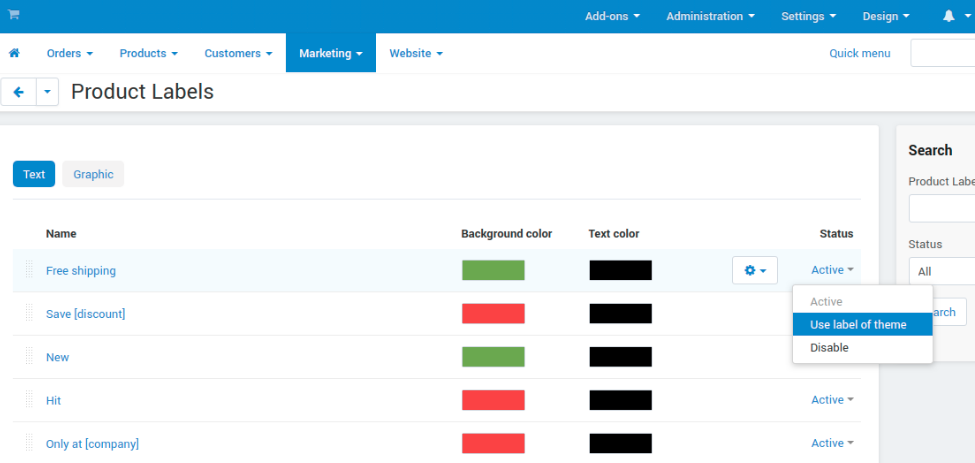 Add-ons Administration Settings Design
Orders Products Customers Marketing Website Quick menu
Product Labels
Text Graphic
Name Background color Text color Status
Free shipping Active
Active
Use label of theme
Disable
Save [discount]
New
Hit Active
Only at [company] Active
Search
Product Labe
Status
All
arch